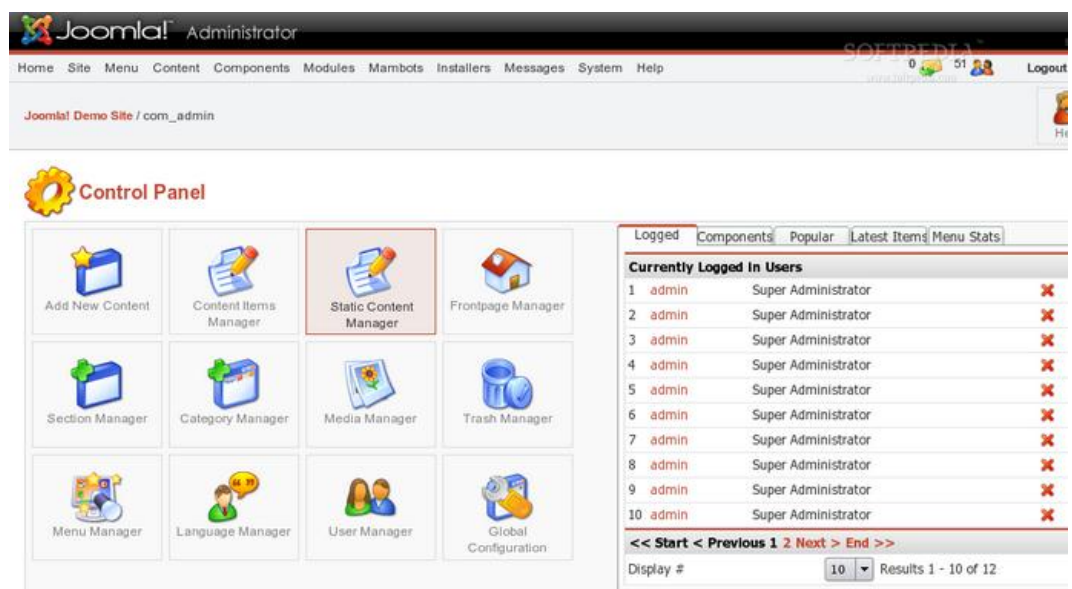 Joomla! Administrator
SOFTPEDIA
Home Site Menu Content Components Modules Mambots Installers Messages System Help 0 51 Logout
www.softpedia.com
Joomla! Demo Site / com_admin
He
Control Panel
Add New Content
Content Items
Manager
Static Content
Manager
Frontpage Manager
Section Manager
Category Manager
Media Manager
Trash Manager
Menu Manager
Language Manager
User Manager
Global
Configuration
Logged Components Popular Latest Items Menu Stats
Currently Logged In Users
1 admin Super Administrator
2 admin Super Administrator
3 admin Super Administrator
4 admin Super Administrator
5 admin Super Administrator
6 admin Super Administrator
7 admin Super Administrator
8 admin Super Administrator
9 admin Super Administrator
10 admin Super Administrator
<< Start < Previous 1 2 Next > End >>
Display # 10 Results 1 - 10 of 12